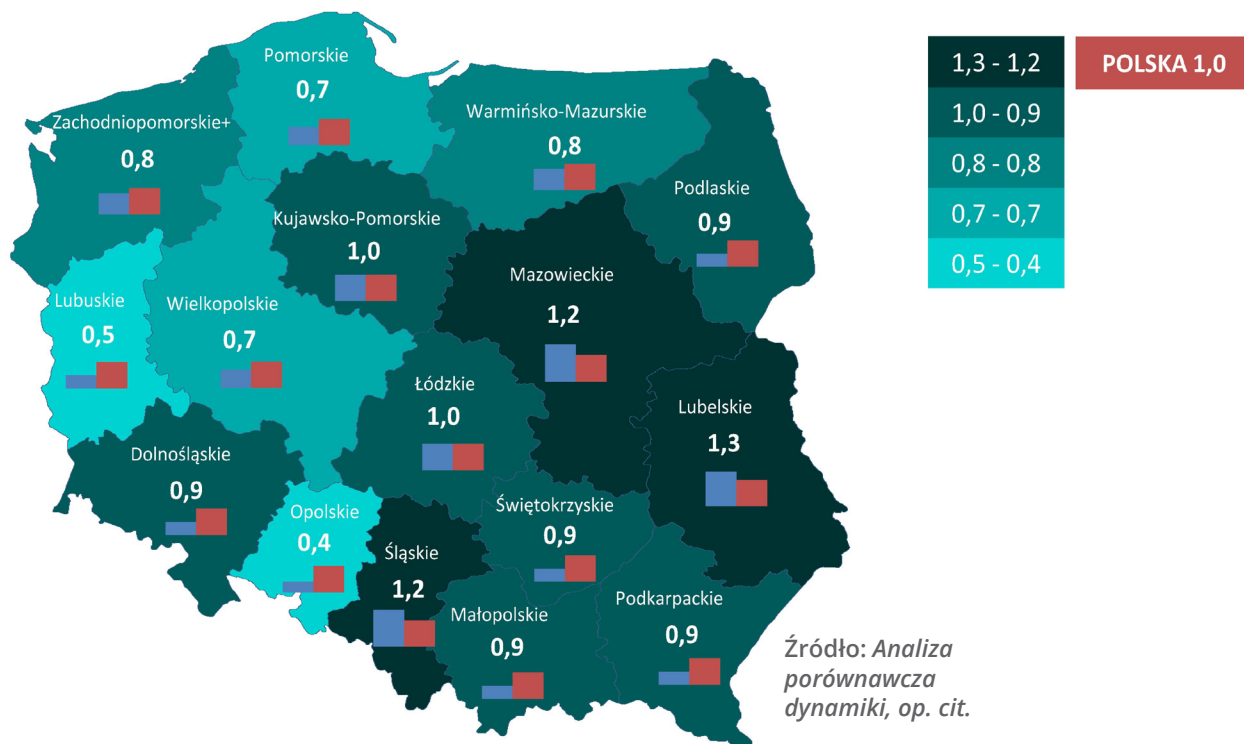 Pomorskie
0,7
Zachodniopomorskie+
0,8
Warmińsko-Mazurskie
0,8
Podlaskie
0,9
Kujawsko-Pomorskie
1,0
Mazowieckie
1,2
Lubuskie
0,5
Wielkopolskie
0,7
Łódzkie
1,0
Lubelskie
1,3
Dolnośląskie
0,9
Opolskie
0,4
Śląskie
1,2
Świętokrzyskie
0,9
Małopolskie
0,9
Podkarpackie
0,9
1,3 - 1,2
POLSKA 1,0
1,0 - 0,9
0,8 - 0,8
0,7 - 0,7
0,5 - 0,4
Źródło: Analiza
porównawcza
dynamiki, op. cit.